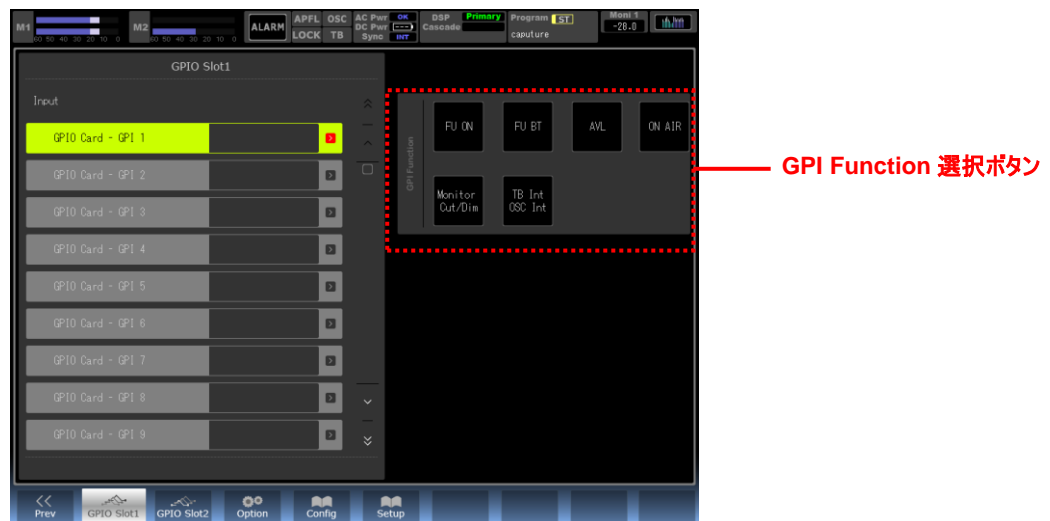 M1
60 50 40 30 20 10 0
M2
60 50 40 30 20 10 0
ALARM
APFL OSC
LOCK TB
AC Pwr OK
DC Pwr
Sync INT
DSP Primary
Cascade
Program ST
caputure
Moni 1
-28.0
GPIO Slot1
Input
GPIO Card - GPI 1
GPIO Card - GPI 2
GPIO Card - GPI 3
GPIO Card - GPI 4
GPIO Card - GPI 5
GPIO Card - GPI 6
GPIO Card - GPI 7
GPIO Card - GPI 8
GPIO Card - GPI 9
GPI Function
FU ON
FU BT
AVL
ON AIR
Monitor
Cut/Dim
TB Int
OSC Int
GPI Function 選択ボタン
Prev
GPIO Slot1
GPIO Slot2
Option
Config
Setup